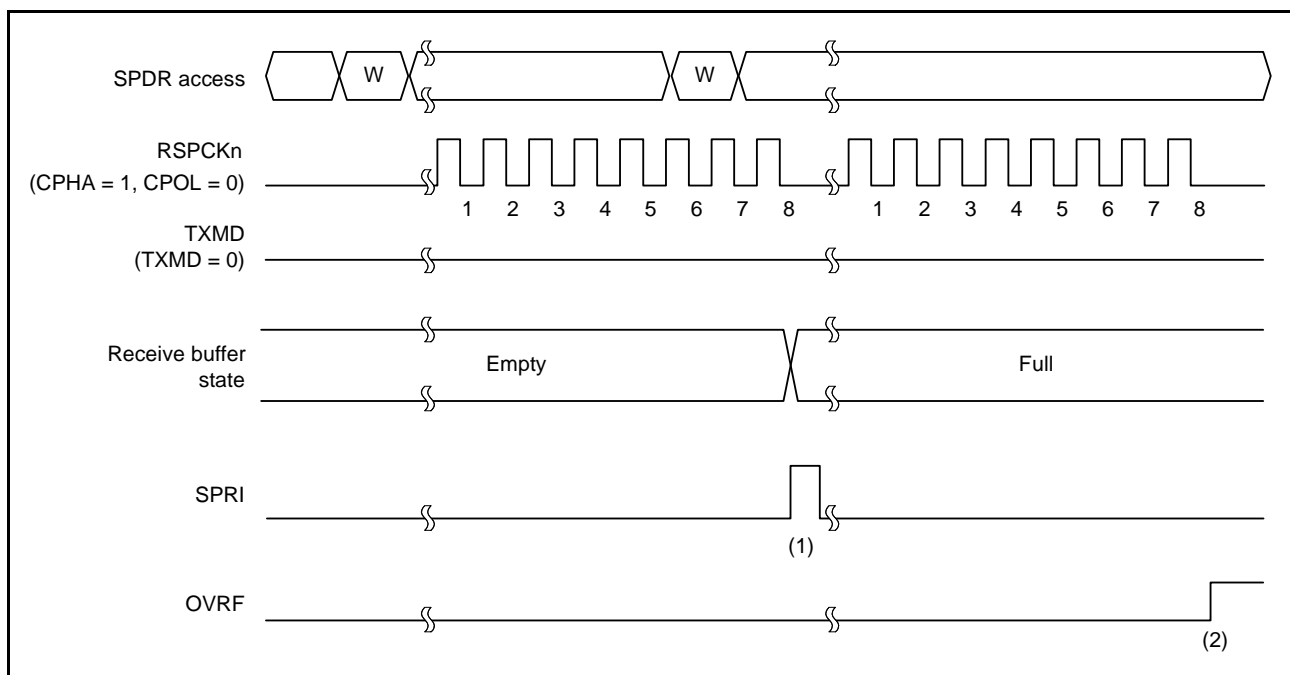 SPDR access
W
W
RSPCKn
(CPHA = 1, CPOL = 0)
1 2 3 4 5 6 7 8
1 2 3 4 5 6 7 8
TXMD
(TXMD = 0)
Receive buffer
state
Empty
Full
SPRI
(1)
OVRF
(2)